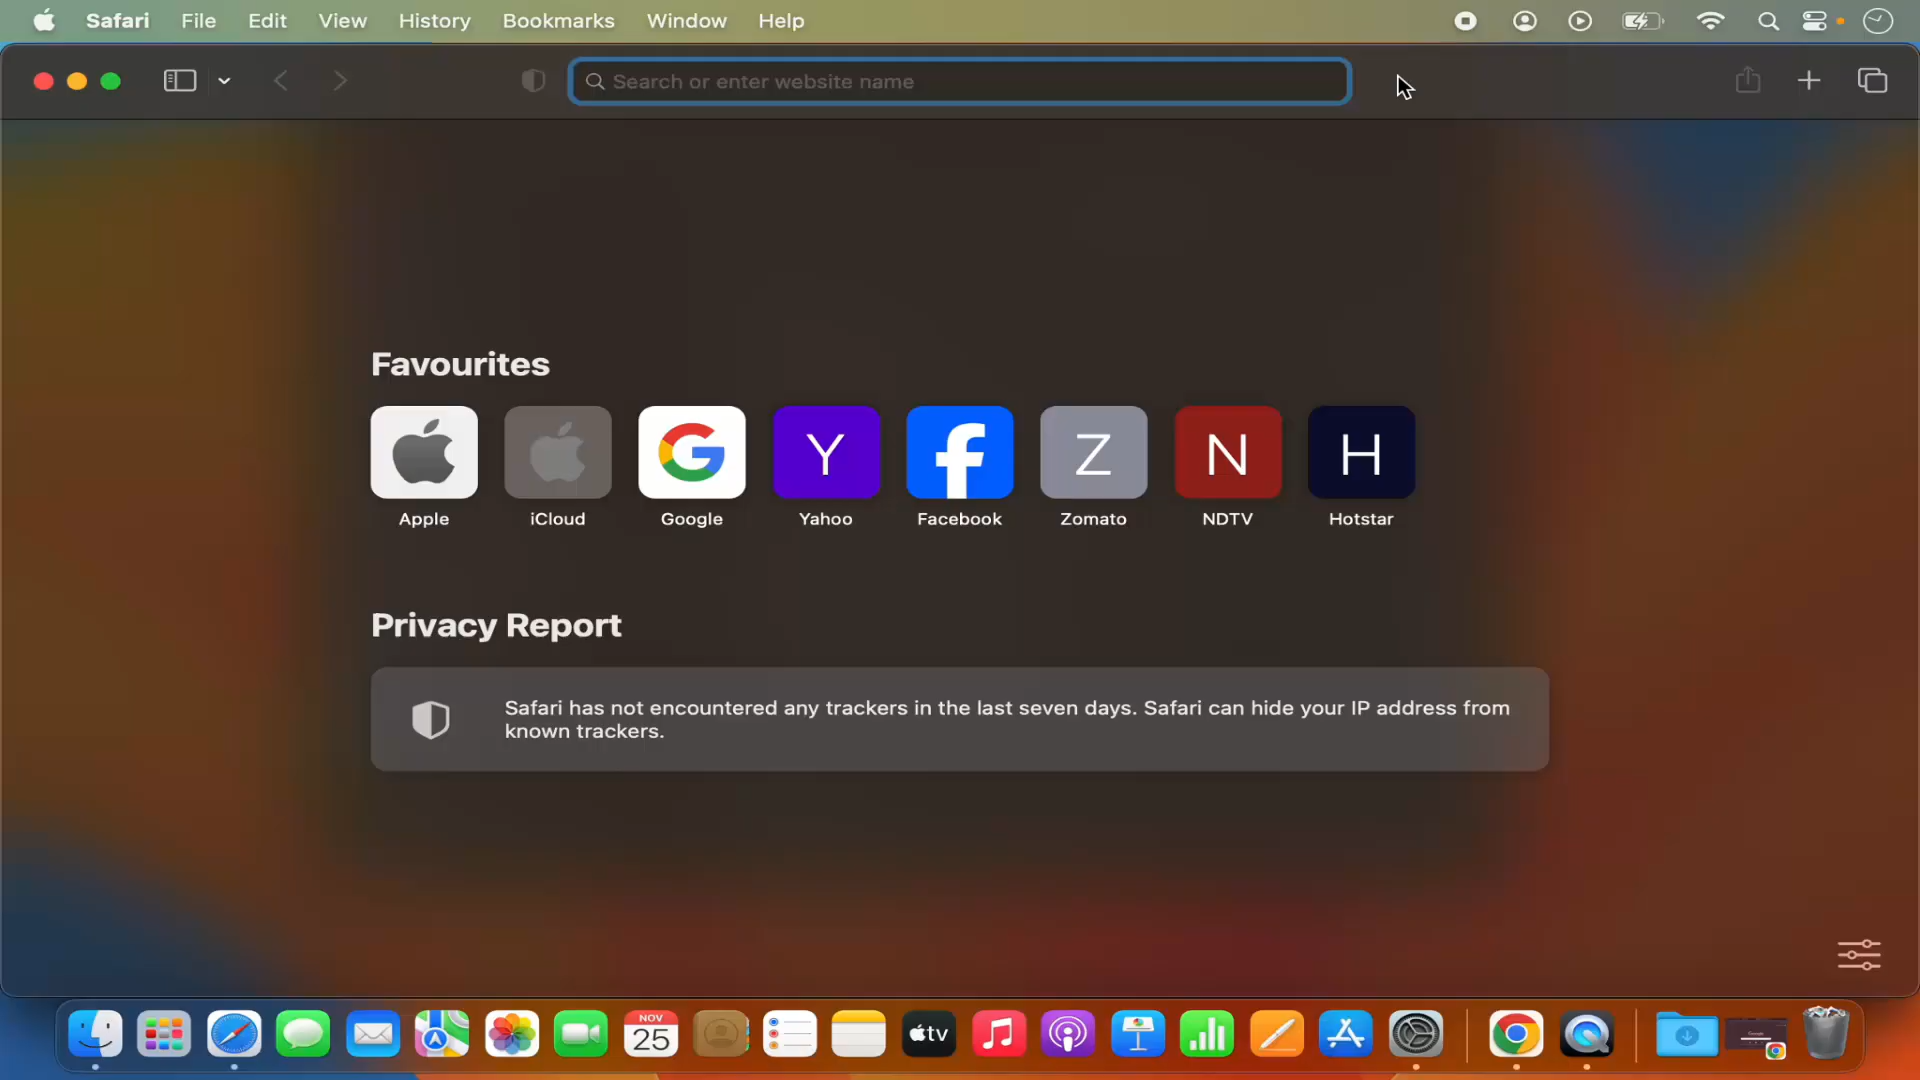 Safari File Edit View History Bookmarks Window Help
Search or enter website name
Favourites
Y f Z N H
Apple iCloud Google Yahoo Facebook Zomato NDTV Hotstar
Privacy Report
Safari has not encountered any trackers in the last seven days. Safari can hide your IP address from
known trackers.
NOV
25
tv